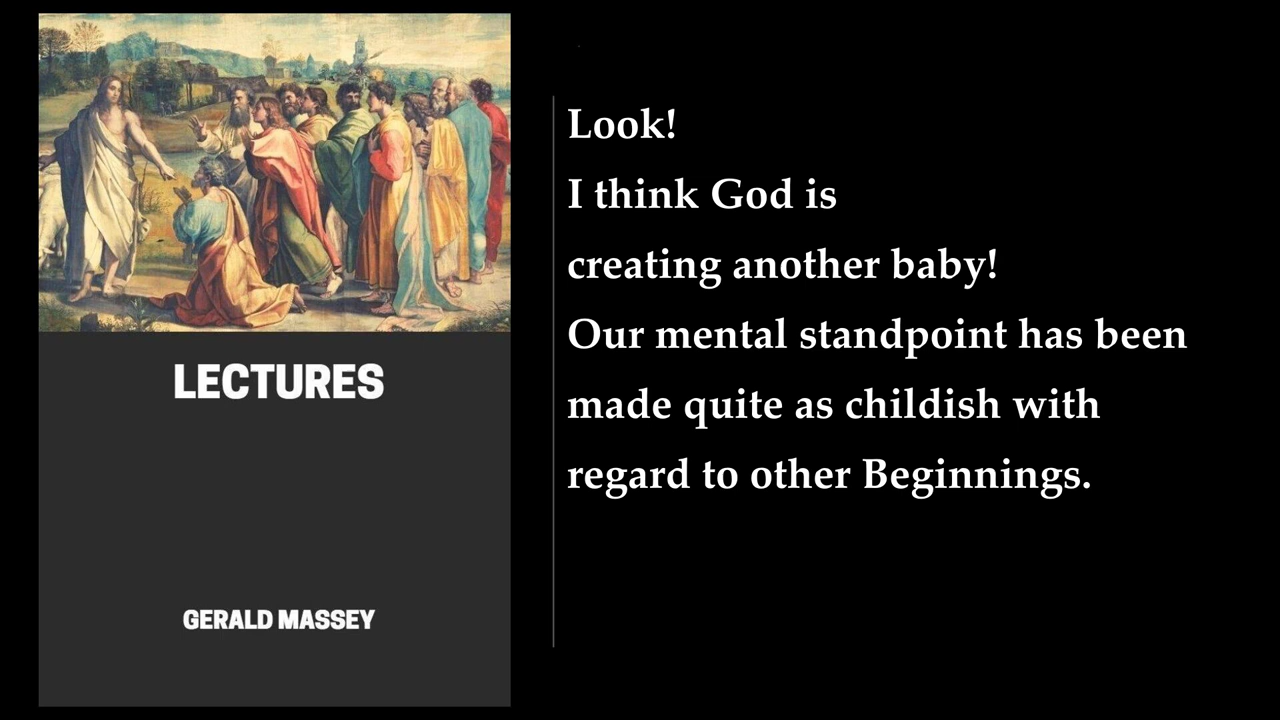 LECTURES
GERALD MASSEY
Look!
I think God is
creating another baby!
Our mental standpoint has been
made quite as childish with
regard to other Beginnings.